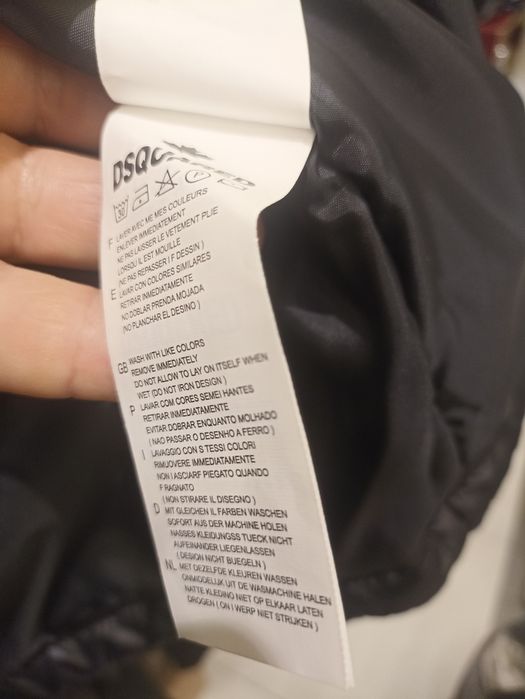 DSQ
30
F LAVER AVEC ME MES COULEURS
ENLEVER IMMEDIATEMENT
NE PAS LAISSER LE VETEMENT PLIE
LORSQU IL EST MOUILLE
(NE PAS REPASSER (F DESSIN )
E LAVAR CON COLORES SIMILARES
RETIRAR IMMEDIATAMENTE
NO DOBLAR PRENDA MOJADA
(NO PLANCHAR EL DESINO )
GB WASH WITH LIKE COLORS
REMOVE IMMEDIATELY
DO NOT ALLOW TO LAY ON ITSELF WHEN
WET (DO NOT IRON DESIGN )
P LAVAR COM CORES SEMEI HANTES
RETIRAR INMEDIATAMENTE
EVITAR DOBRAR ENQUANTO MOLHADO
( NAO PASSAR O DESENHO A FERRO )
I LAVAGGIO CON S TESSI COLORI
RIMUOVERE IMMEDIATAMENTE
NON I ASCIARF PIEGATO QUANDO
F RAGNATO
(NON STIRARE IL DISEGNO )
D MIT GLEICHEN IL FARBEN WASCHEN
SOFORT AUS DER MACHINE HOLEN
NASSES KLEIDUNGSS TUECK NICHT
AUFEINANDER LIEGENLASSEN
( DESIGN NICHT BUEGELN )
NL MET DEZELFDE KLEUREN WASSEN
ONMIDDELIJK UIT DE WASMACHINE HALEN
NATTE KLEDING NIET OP ELKAAR LATEN
DROGEN ( ON I WERP NIET STRIJKEN )